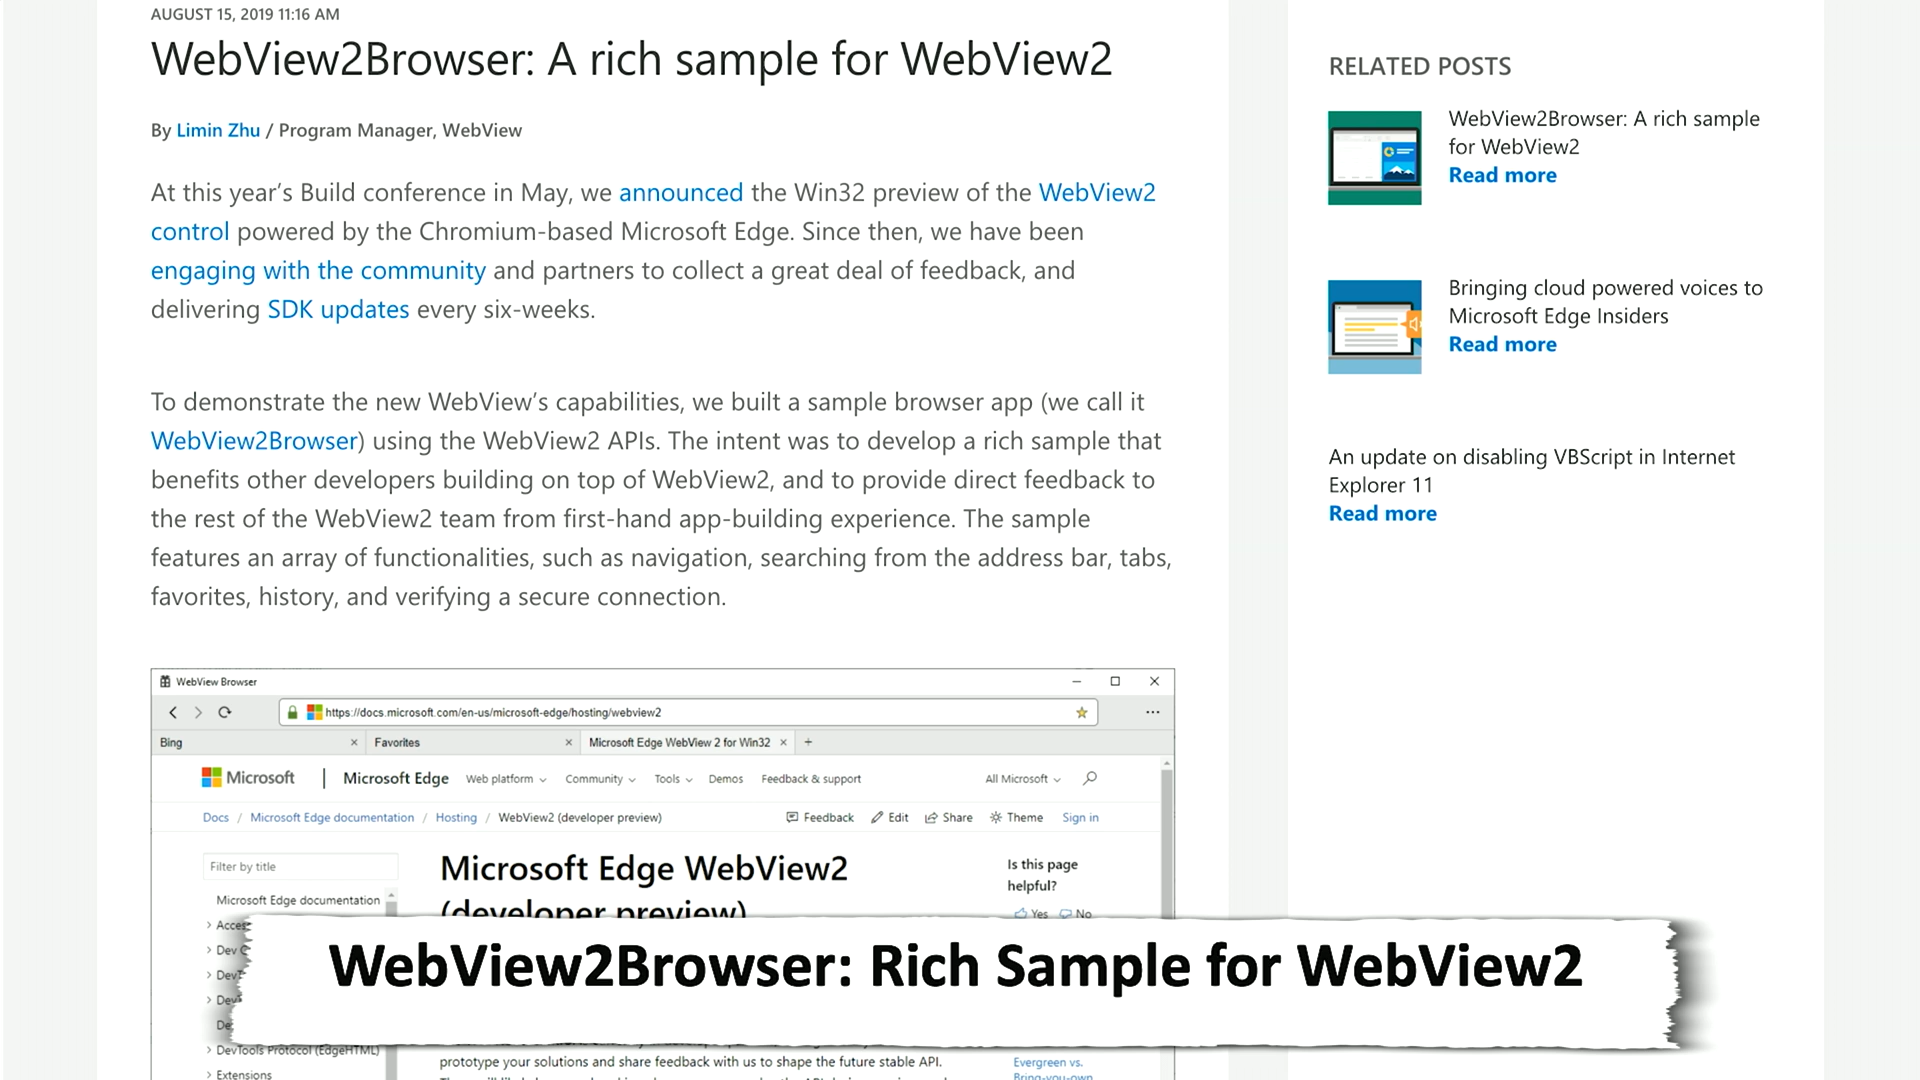 AUGUST 15, 2019 11:16 AM
WebView2Browser: A rich sample for WebView2
By Limin Zhu / Program Manager, WebView
At this year’s Build conference in May, we announced the Win32 preview of the WebView2
control powered by the Chromium-based Microsoft Edge. Since then, we have been
engaging with the community and partners to collect a great deal of feedback, and
delivering SDK updates every six-weeks.
To demonstrate the new WebView’s capabilities, we built a sample browser app (we call it
WebView2Browser) using the WebView2 APIs. The intent was to develop a rich sample that
benefits other developers building on top of WebView2, and to provide direct feedback to
the rest of the WebView2 team from first-hand app-building experience. The sample
features an array of functionalities, such as navigation, searching from the address bar, tabs,
favorites, history, and verifying a secure connection.
WebView Browser
https://docs.microsoft.com/en-us/microsoft-edge/hosting/webview2
Bing
Favorites
Microsoft Edge WebView 2 for Win32
Microsoft | Microsoft Edge Web platform Community Tools Demos Feedback & support All Microsoft
Docs / Microsoft Edge documentation / Hosting / WebView2 (developer preview) Feedback Edit Share Theme Sign in
Filter by title
Microsoft Edge documentation
Dev
DevTools Protocol (EdgeHTML)
Extensions
Microsoft Edge WebView2
(developer preview)
prototype your solutions and share feedback with us to shape the future stable API.
Is this page
helpful?
Yes No
Evergreen vs.
Bring-your-own
RELATED POSTS
WebView2Browser: A rich sample
for WebView2
Read more
Bringing cloud powered voices to
Microsoft Edge Insiders
Read more
An update on disabling VBScript in Internet
Explorer 11
Read more
WebView2Browser: Rich Sample for WebView2